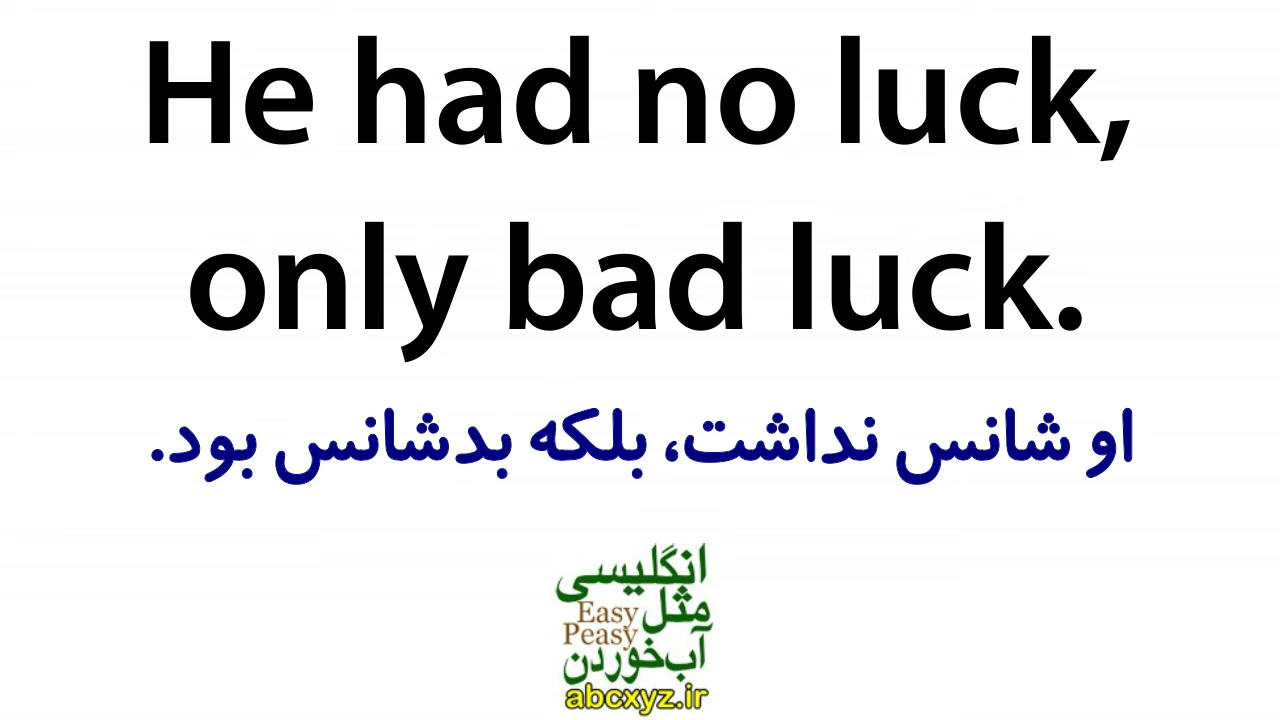 He had no luck,
only bad luck.
او شانس نداشت، بلکه بدشانس بود.
انگلیسی
مثل
Easy
Peasy
آب‌خوردن
abcxyz.ir